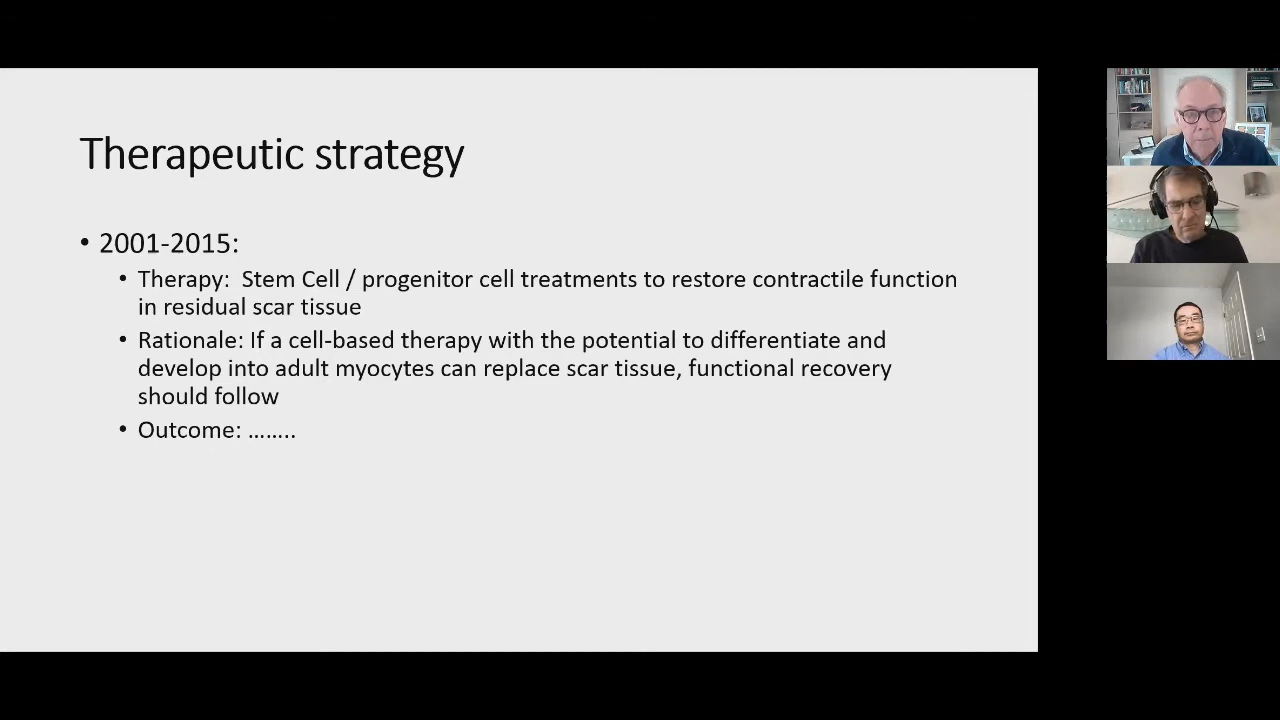 Therapeutic strategy
• 2001-2015:
• Therapy:  Stem Cell / progenitor cell treatments to restore contractile function
in residual scar tissue
• Rationale: If a cell-based therapy with the potential to differentiate and
develop into adult myocytes can replace scar tissue, functional recovery
should follow
• Outcome: ……..